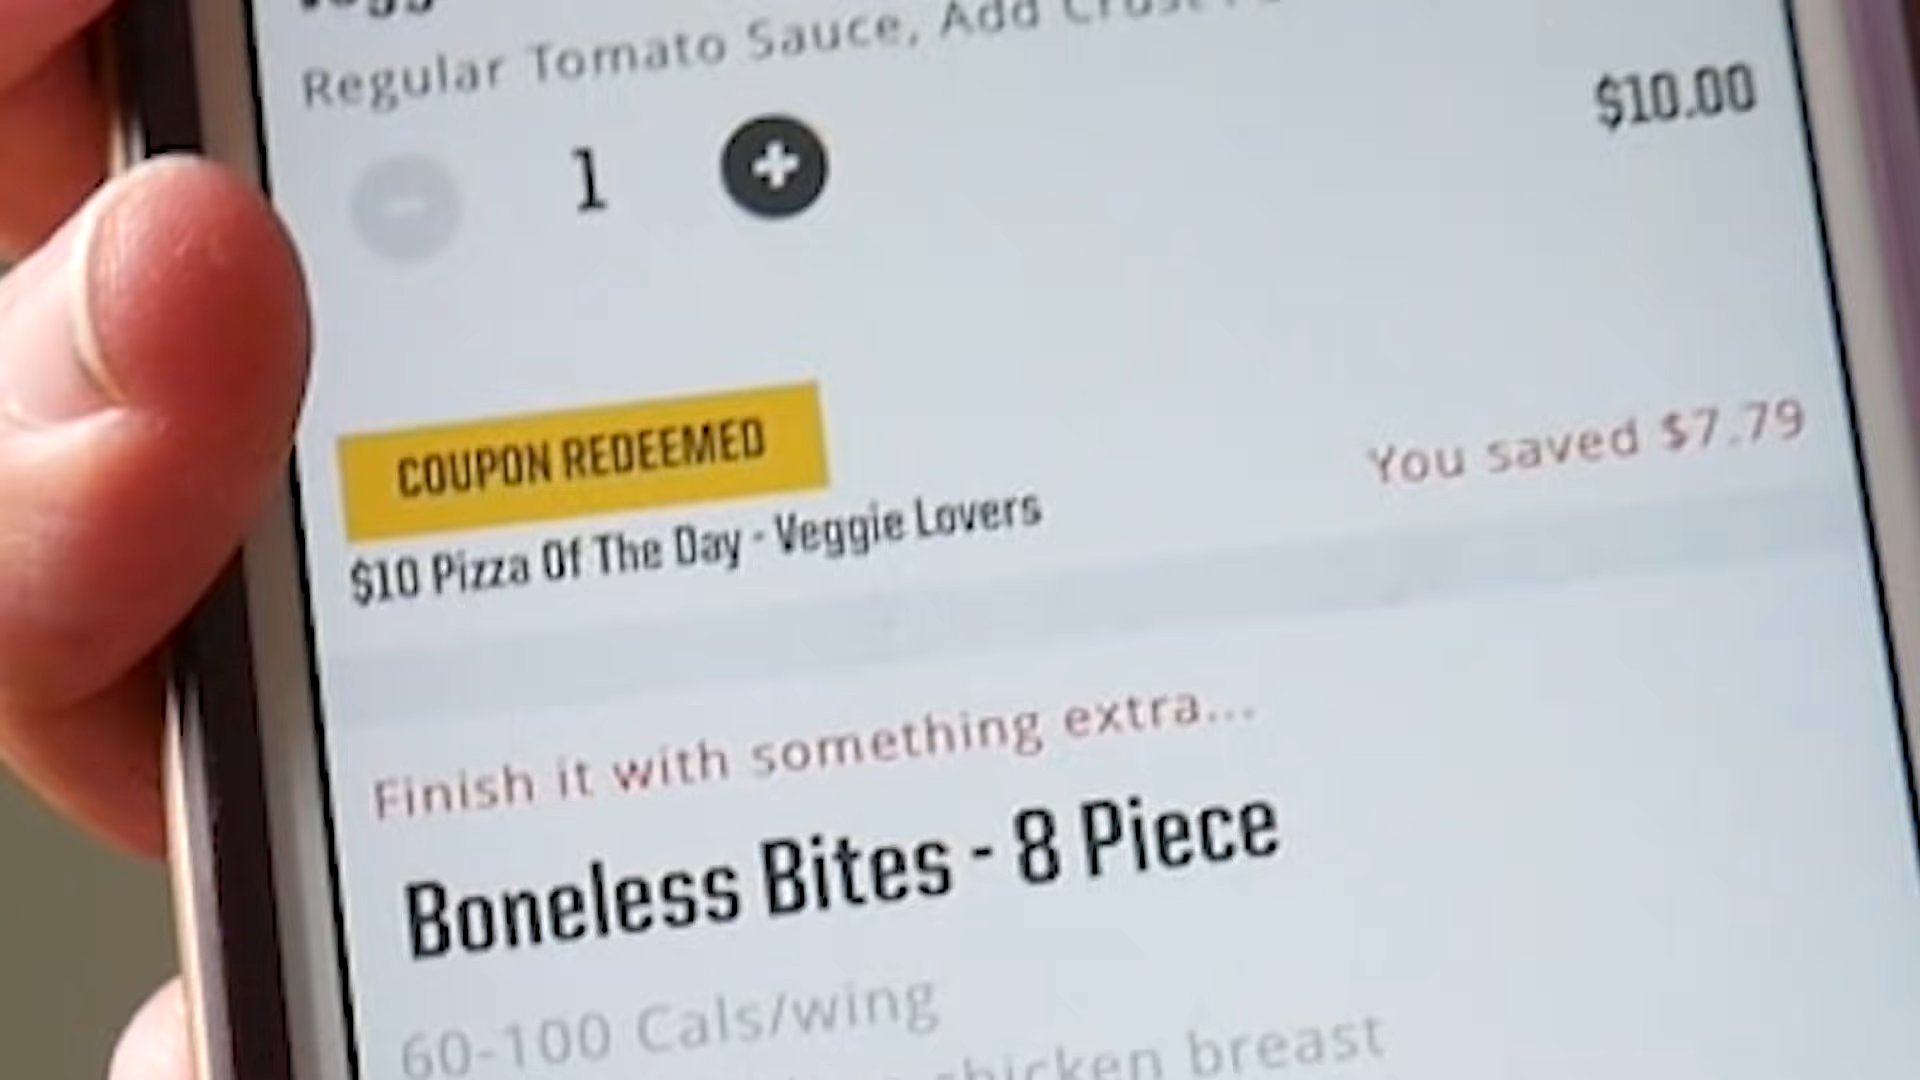 Regular Tomato Sauce, Add Crust
$10.00
1
COUPON REDEEMED
You saved $7.79
$10 Pizza Of The Day - Veggie Lovers
Finish it with something extra...
Boneless Bites - 8 Piece
60-100 Cals/wing
chicken breast